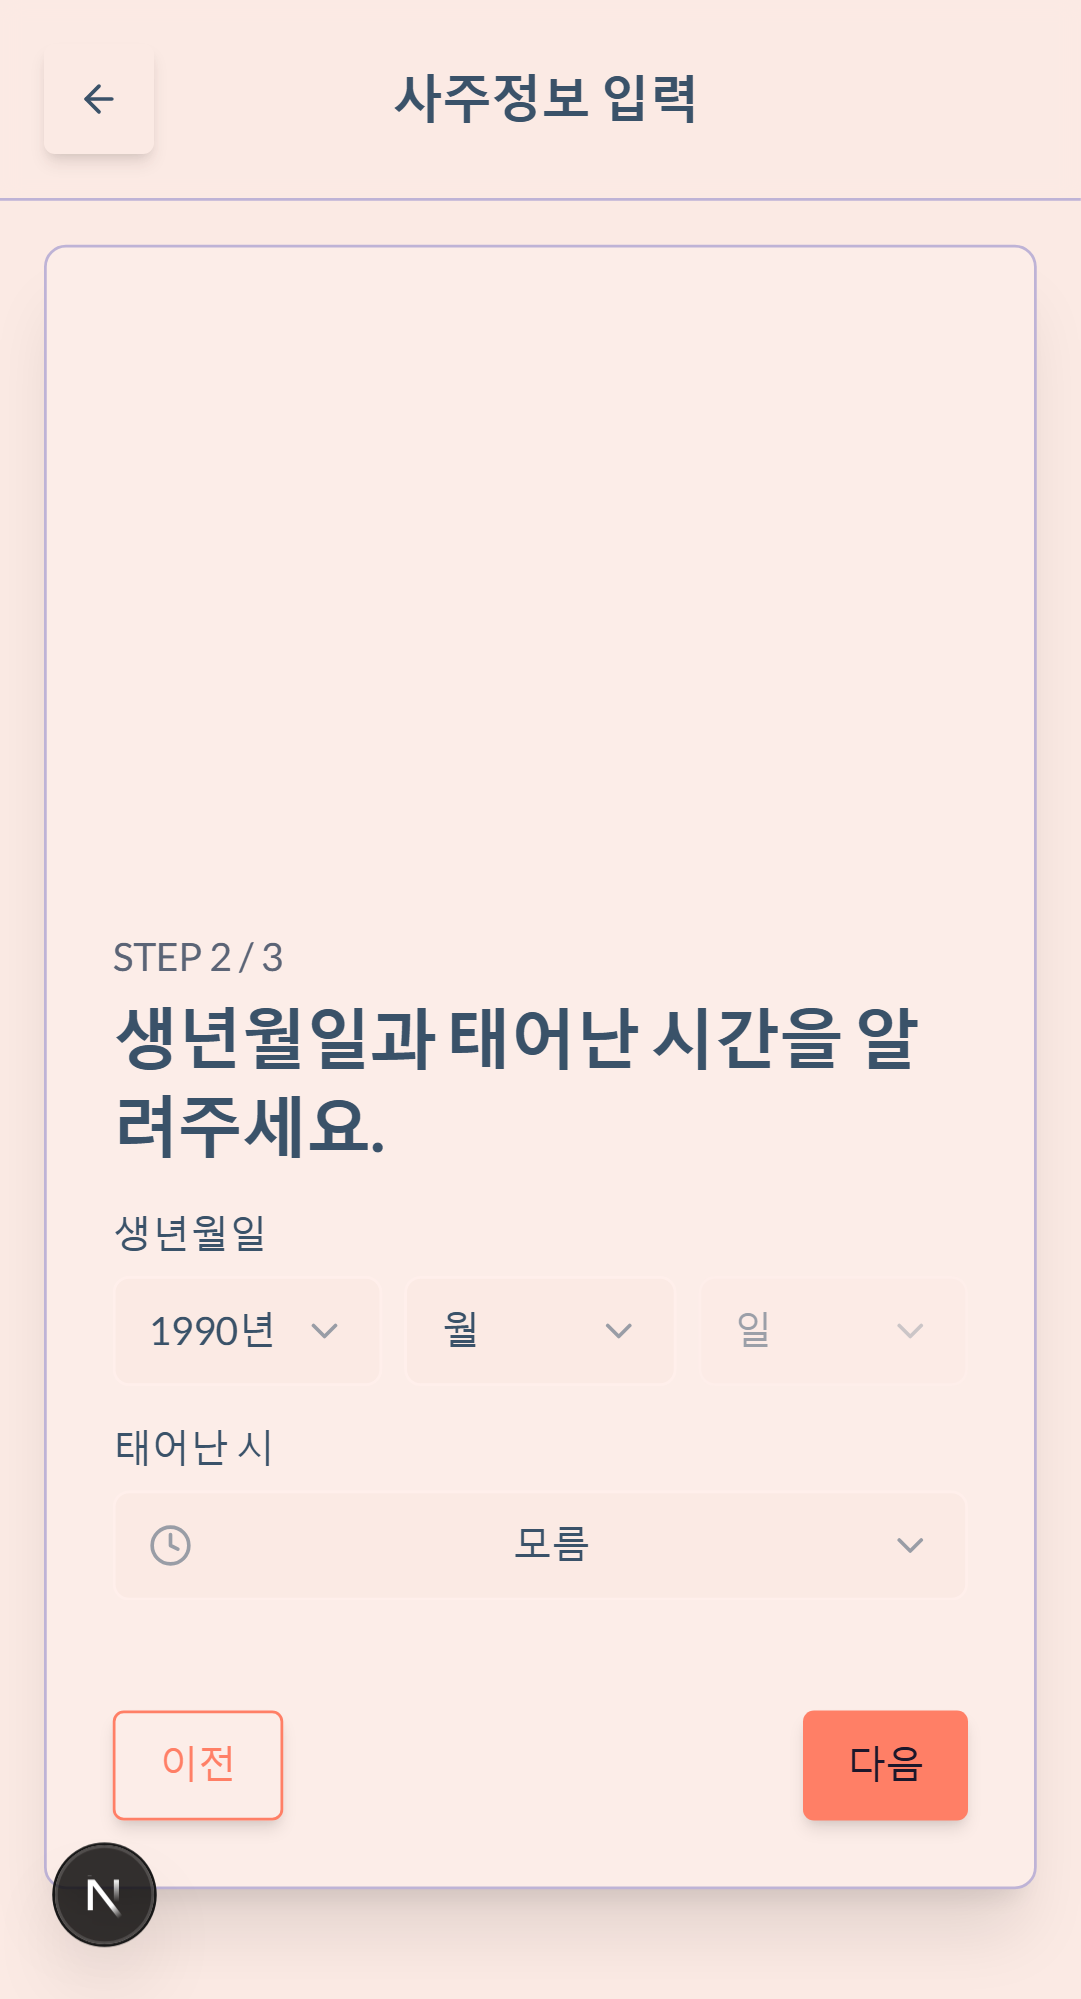 사주정보 입력
STEP 2 / 3
생년월일과 태어난 시간을 알
려주세요.
생년월일
1990년 월 일
태어난 시
모름
이전 다음
N